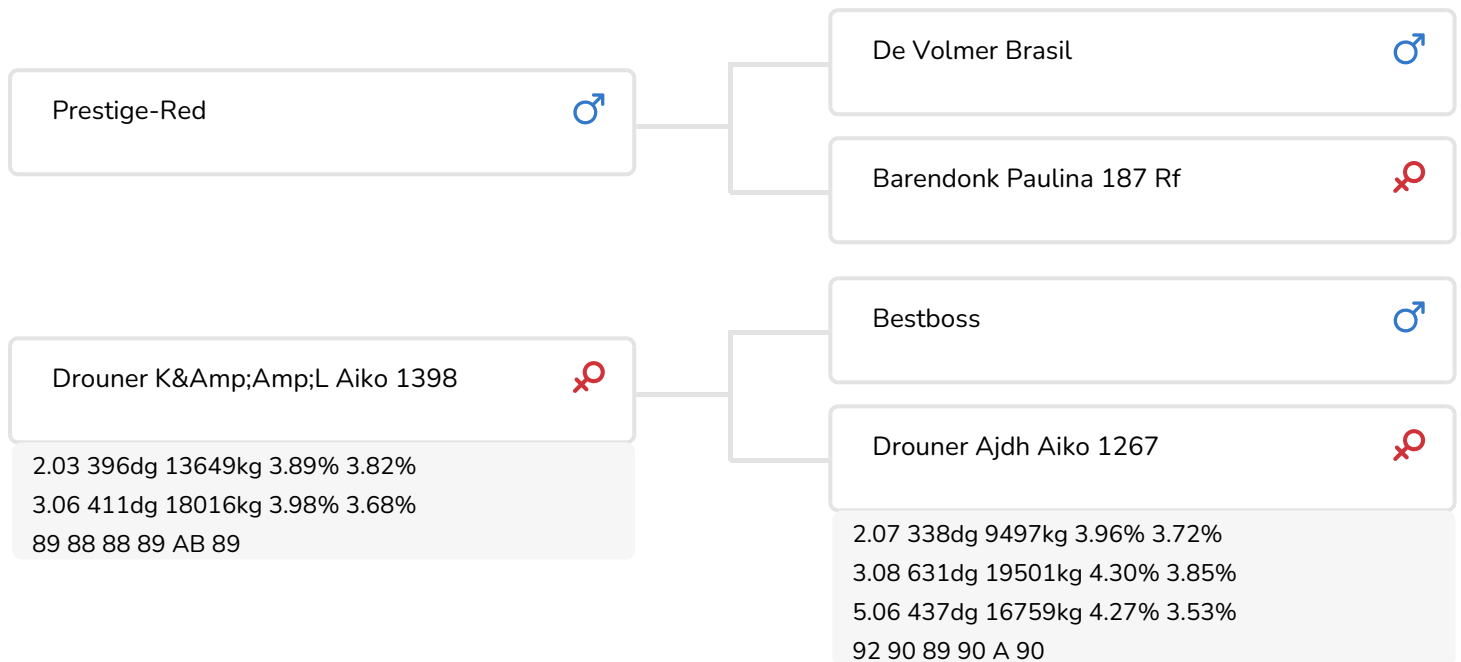 Prestige-Red
De Volmer Brasil
Barendonk Paulina 187 Rf
Drouner K&Amp;Amp;L Aiko 1398
2.03 396dg 13649kg 3.89% 3.82%
3.06 411dg 18016kg 3.98% 3.68%
89 88 88 89 AB 89
Bestboss
Drouner Ajdh Aiko 1267
2.07 338dg 9497kg 3.96% 3.72%
3.08 631dg 19501kg 4.30% 3.85%
5.06 437dg 16759kg 4.27% 3.53%
92 90 89 90 A 90